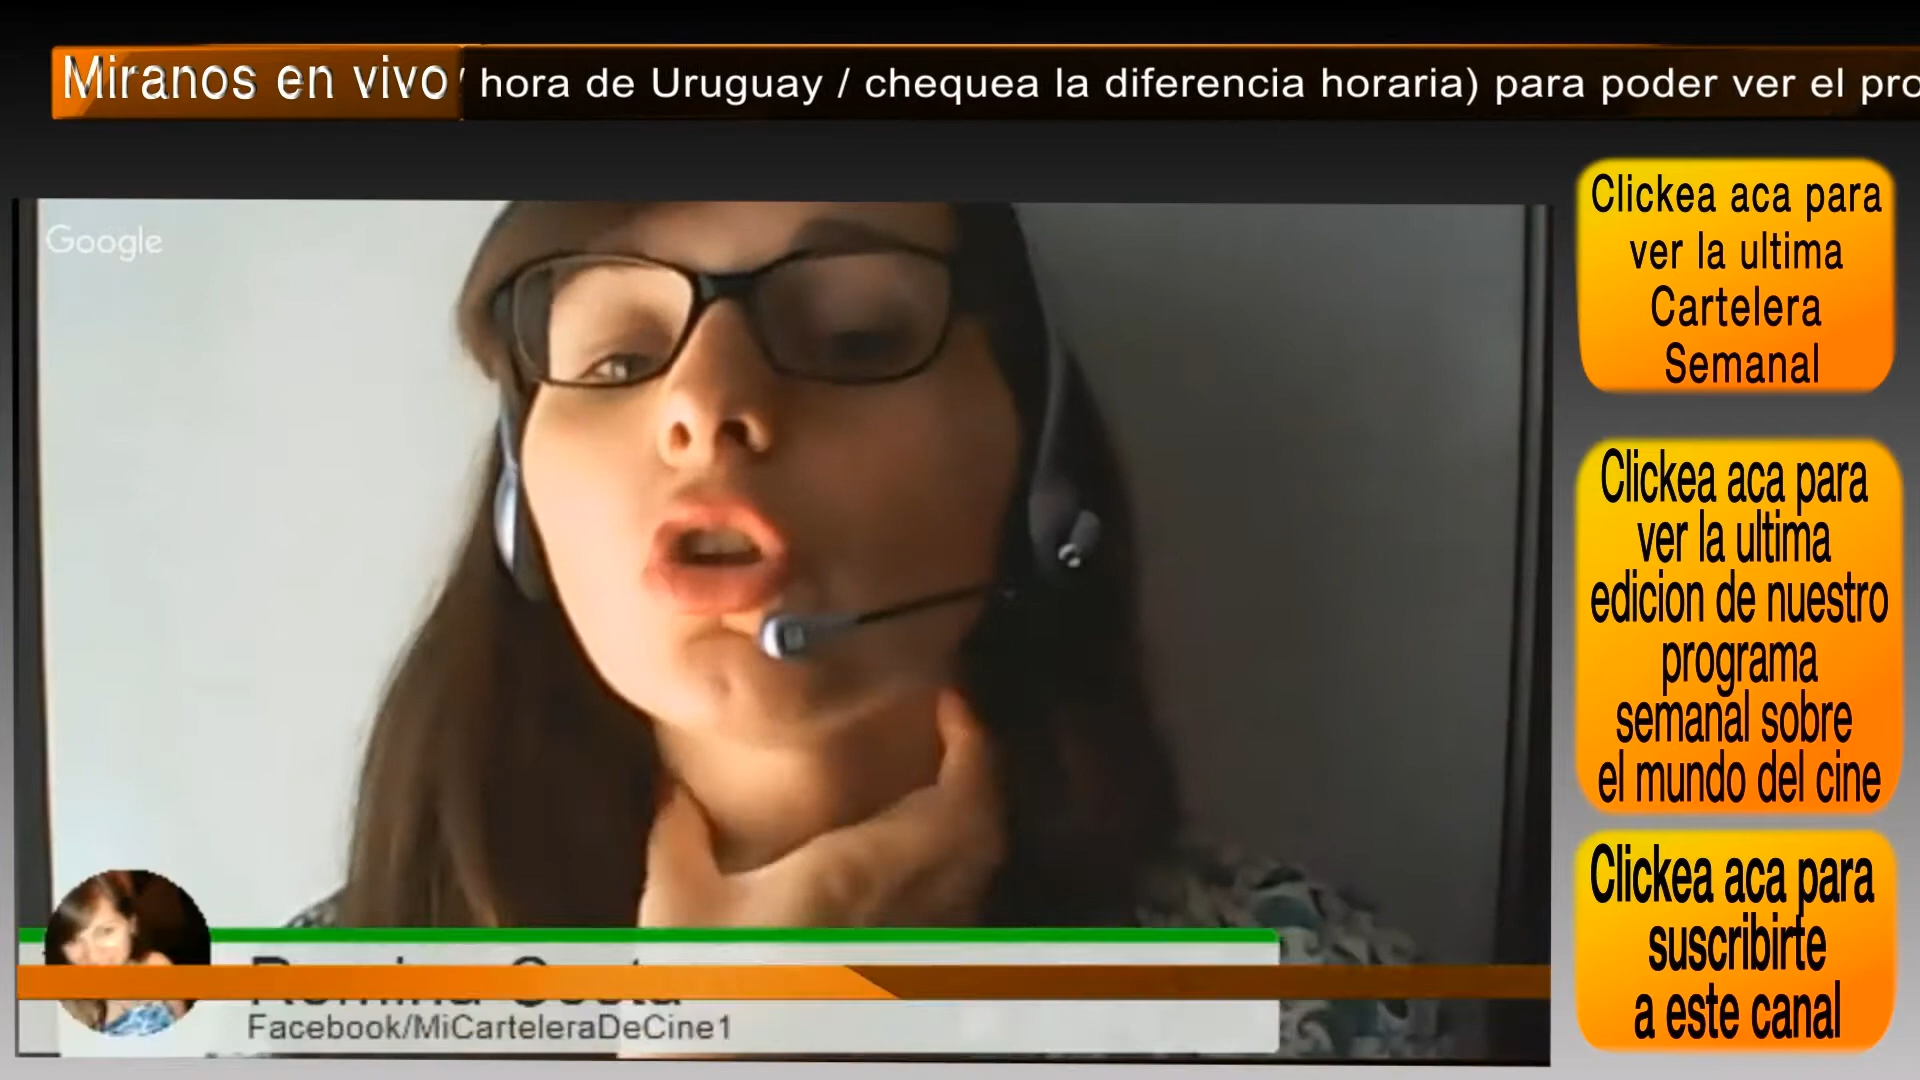 Miranos en vivo
/ hora de Uruguay / chequea la diferencia horaria) para poder ver el pro
Google
Clickea aca para
ver la ultima
Cartelera
Semanal
Clickea aca para
ver la ultima
edicion de nuestro
programa
semanal sobre
el mundo del cine
Clickea aca para
suscribirte
a este canal
Romina Costa
Facebook/MiCarteleraDeCine1